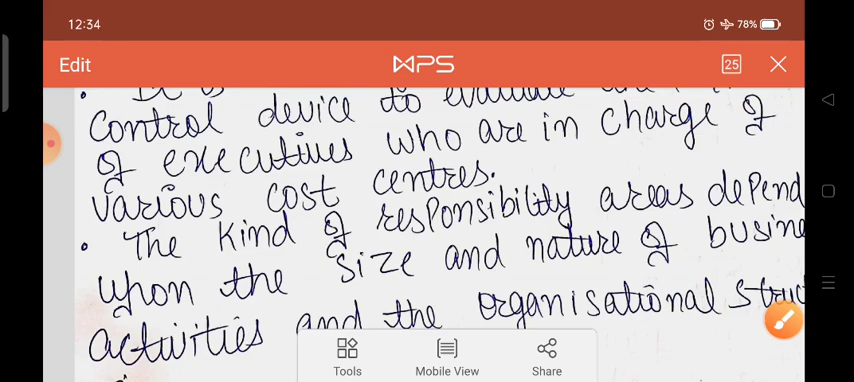 12:34
78%
Edit
WPS
25
control device to evaluate
of executives who are in charge of
various cost centres.
• The kind of responsibility areas depend
upon the size and nature of
activities and the organisational
Tools
Mobile View
Share